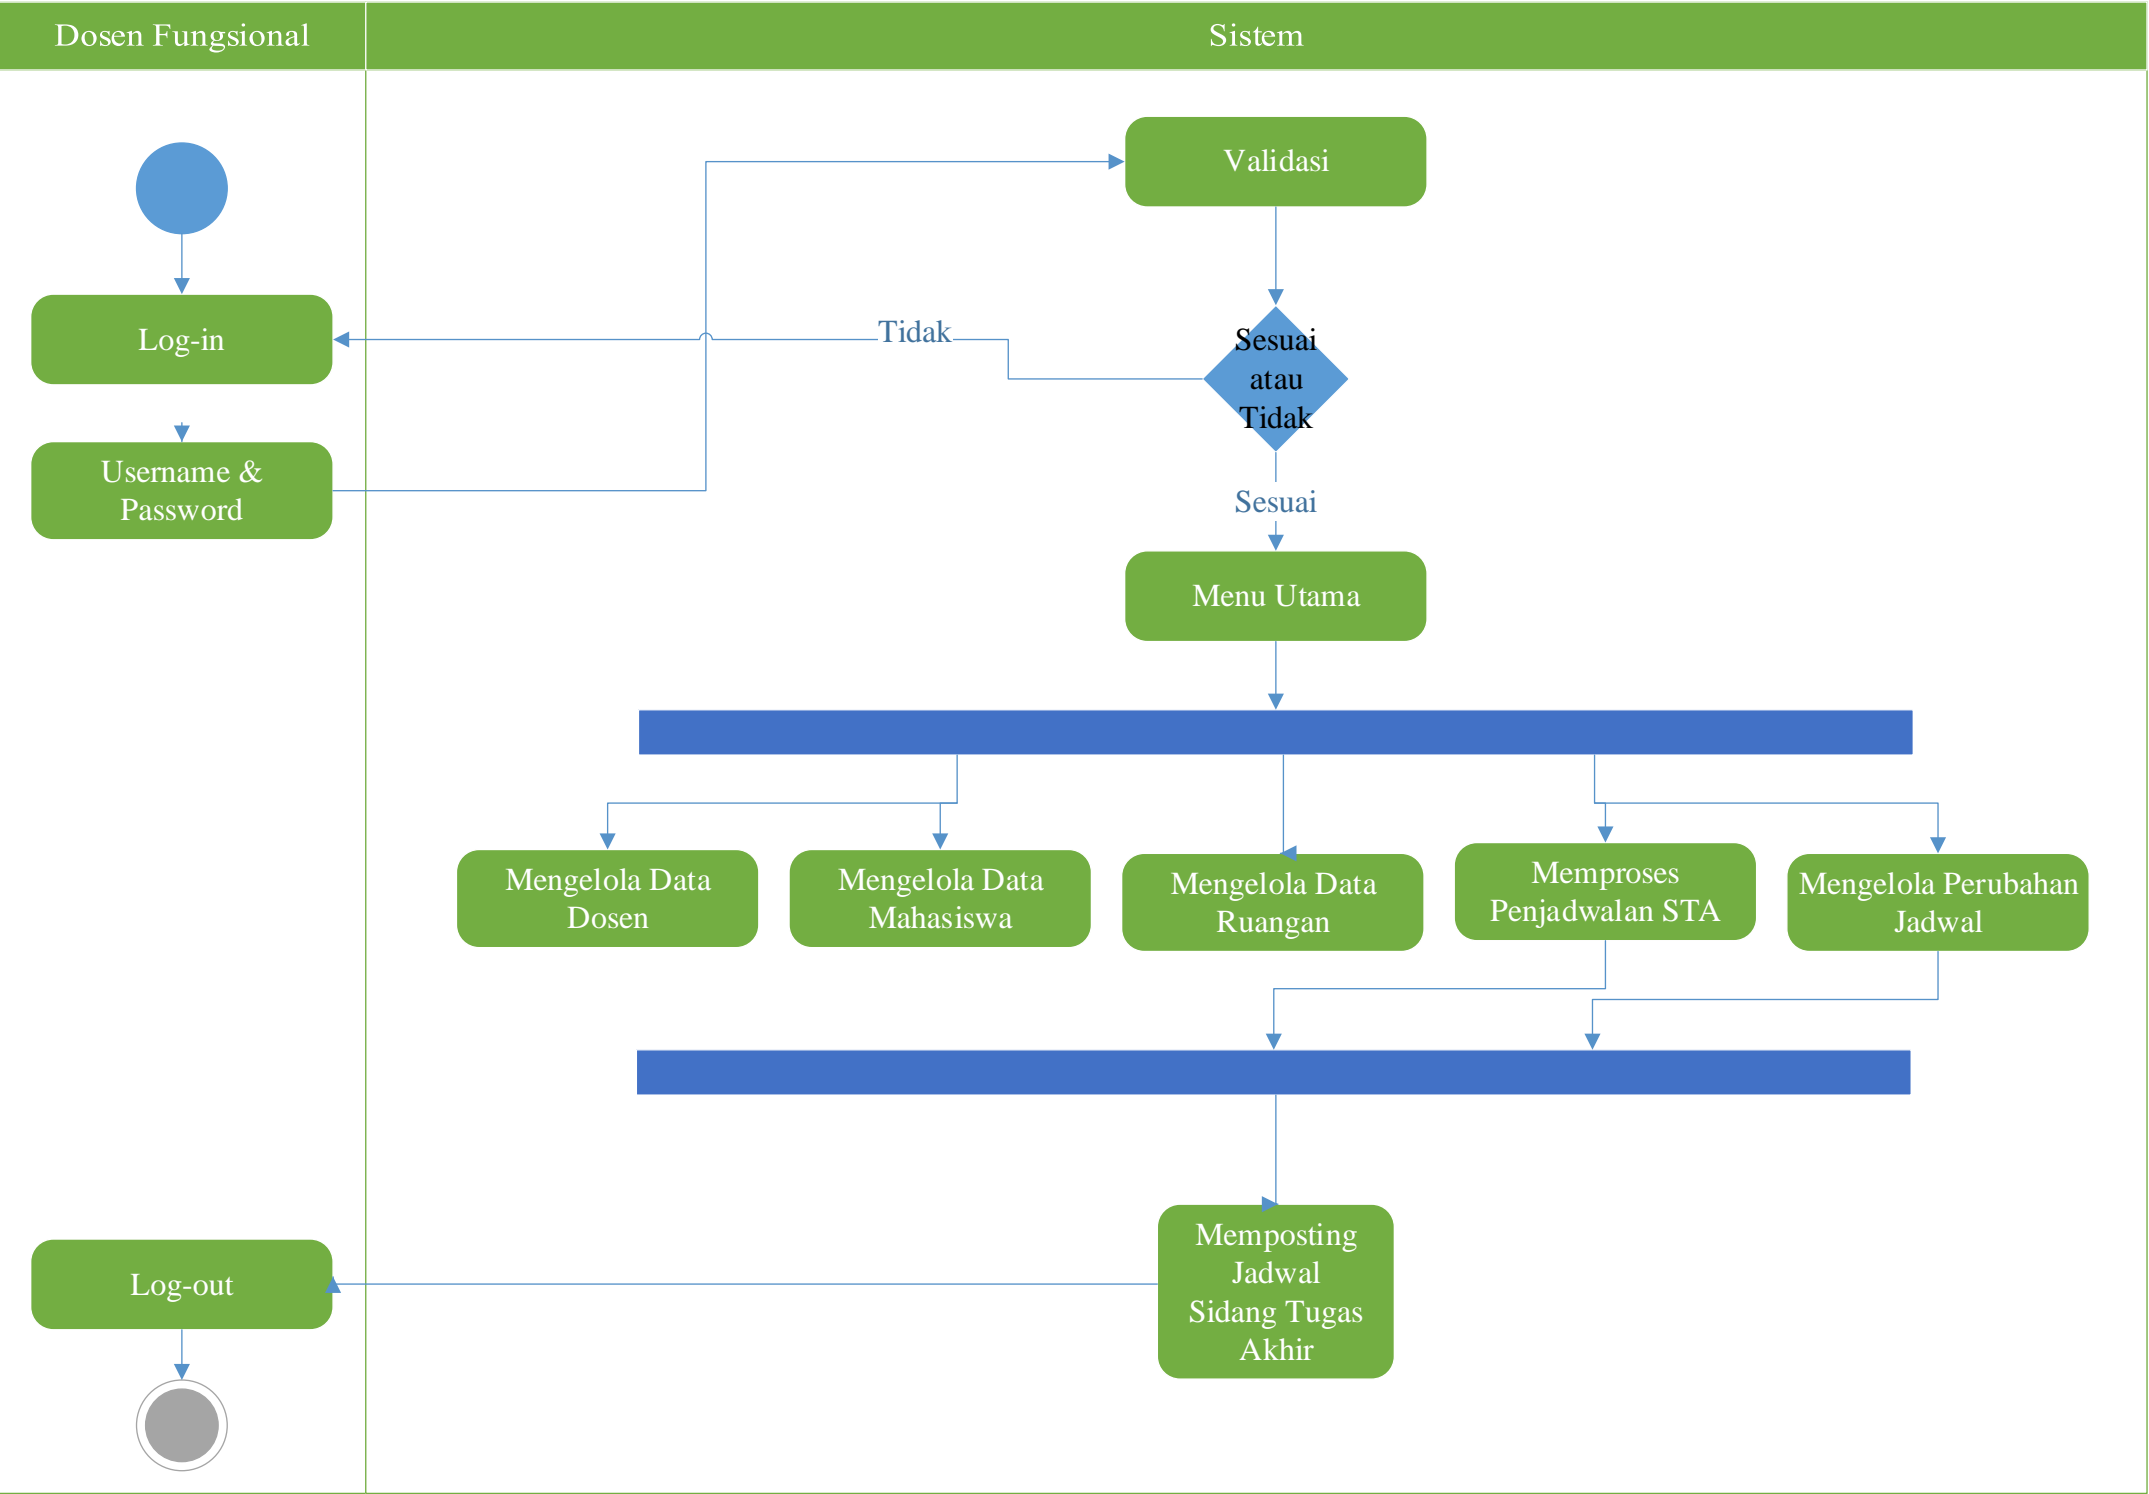 Dosen Fungsional
Sistem
Validasi
Log-in
Tidak
Sesuai
atau
Tidak
Username &
Password
Sesuai
Menu Utama
Mengelola Data
Dosen
Mengelola Data
Mahasiswa
Mengelola Data
Ruangan
Memproses
Penjadwalan STA
Mengelola Perubahan
Jadwal
Memposting
Jadwal
Sidang Tugas
Akhir
Log-out